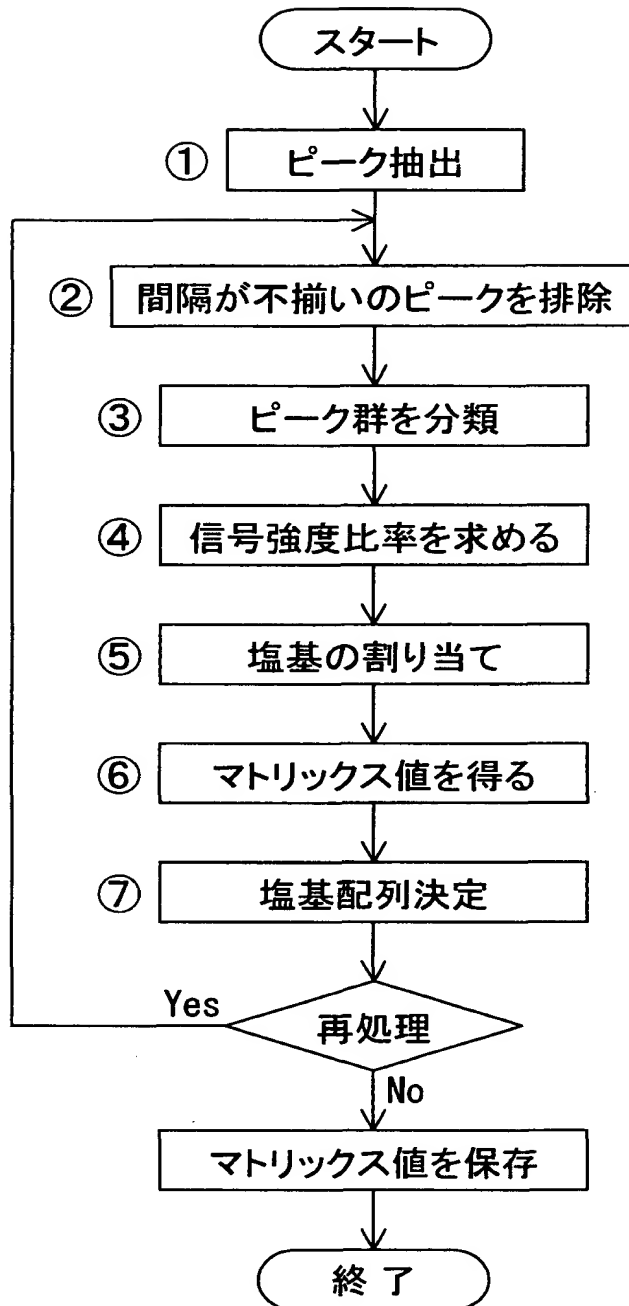 スタート
① ピーク抽出
② 間隔が不揃いのピークを排除
③ ピーク群を分類
④ 信号強度比率を求める
⑤ 塩基の割り当て
⑥ マトリックス値を得る
⑦ 塩基配列決定
Yes
再処理
No
マトリックス値を保存
終了